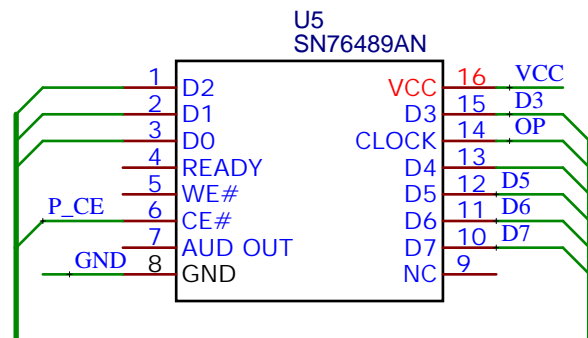 U5
SN76489AN
1 D2 VCC 16 VCC
2 D1 D3 15 D3
3 D0 CLOCK 14 OP
4 READY D4 13
5 WE# D5 12 D5
P_CE 6 CE# D6 11 D6
7 AUD OUT D7 10 D7
GND 8 GND NC 9